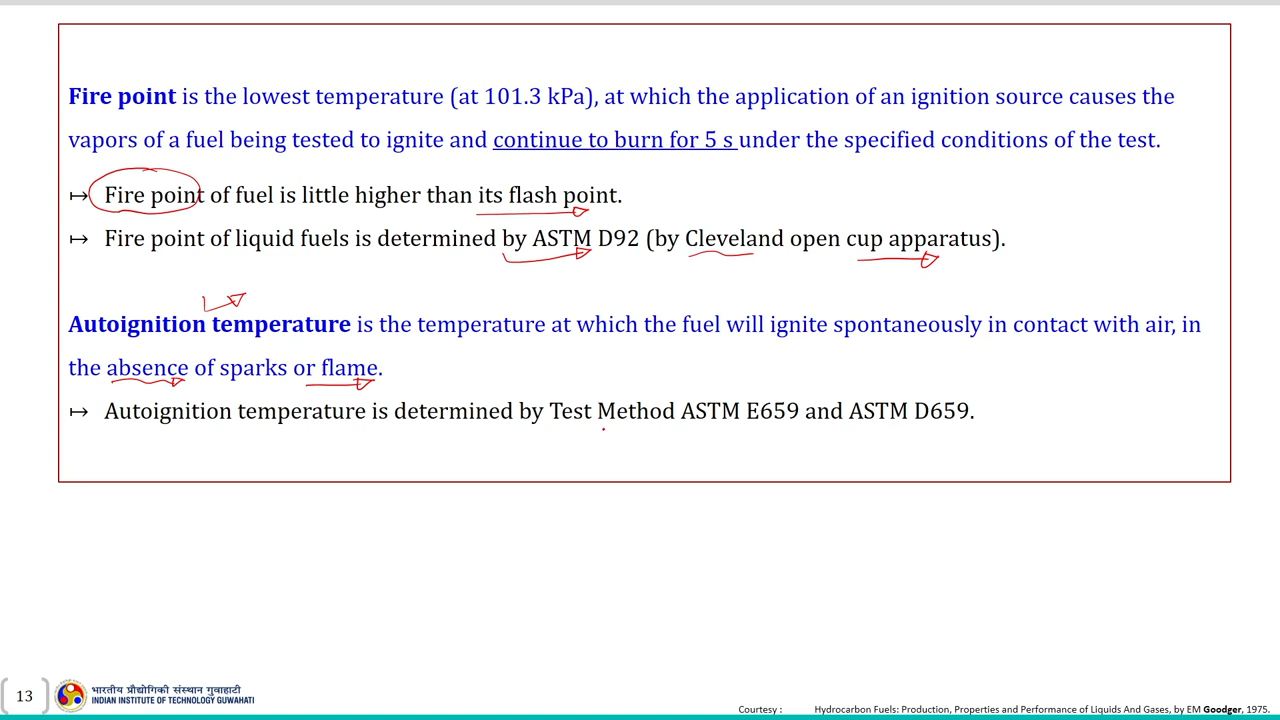 Fire point is the lowest temperature (at 101.3 kPa), at which the application of an ignition source causes the
vapors of a fuel being tested to ignite and continue to burn for 5 s under the specified conditions of the test.
↦ Fire point of fuel is little higher than its flash point.
↦ Fire point of liquid fuels is determined by ASTM D92 (by Cleveland open cup apparatus).
Autoignition temperature is the temperature at which the fuel will ignite spontaneously in contact with air, in
the absence of sparks or flame.
↦ Autoignition temperature is determined by Test Method ASTM E659 and ASTM D659.
13
भारतीय प्रौद्योगिकी संस्थान गुवाहाटी
INDIAN INSTITUTE OF TECHNOLOGY GUWAHATI
Courtesy : Hydrocarbon Fuels: Production, Properties and Performance of Liquids And Gases, by EM Goodger, 1975.